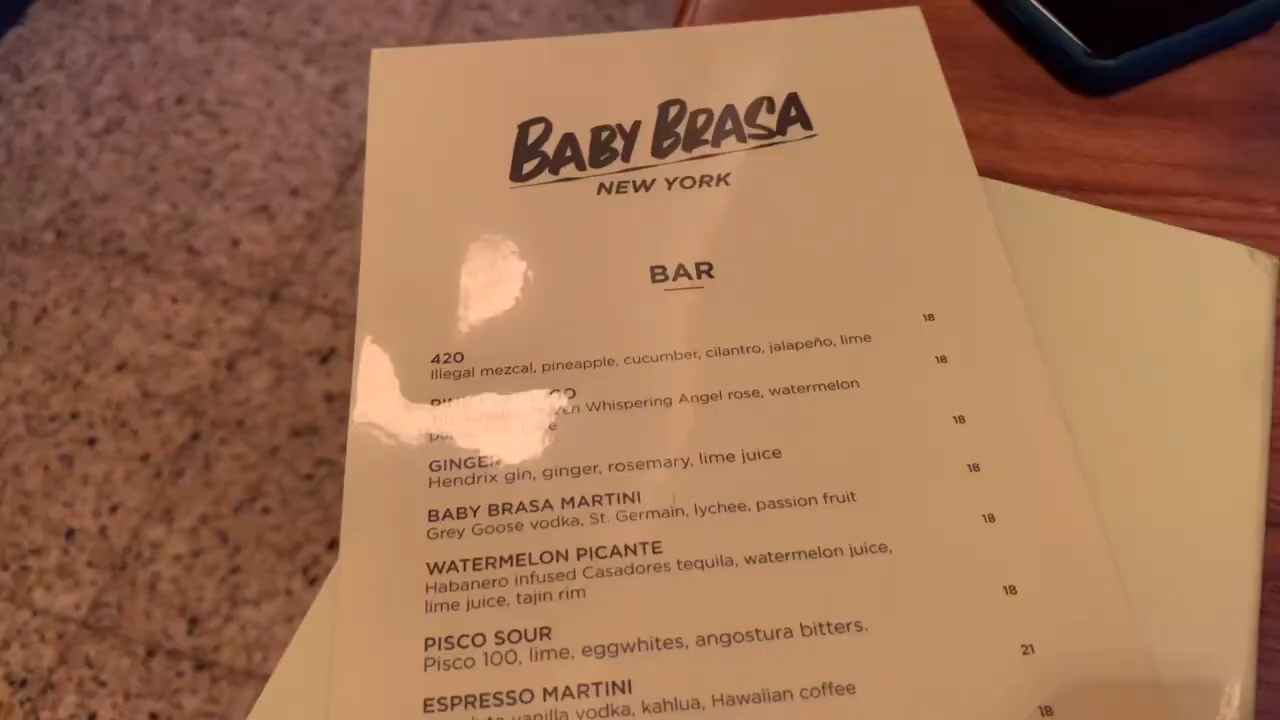 BABY BRASA
NEW YORK
BAR
420 18
Illegal mezcal, pineapple, cucumber, cilantro, jalapeño, lime
18
Whispering Angel rose, watermelon
GINGER 18
Hendrix gin, ginger, rosemary, lime juice
BABY BRASA MARTINI 18
Grey Goose vodka, St. Germain, lychee, passion fruit
WATERMELON PICANTE 18
Habanero infused Casadores tequila, watermelon juice,
lime juice, tajin rim
PISCO SOUR 18
Pisco 100, lime, eggwhites, angostura bitters.
ESPRESSO MARTINI 21
vanilla vodka, kahlua, Hawaiian coffee
18